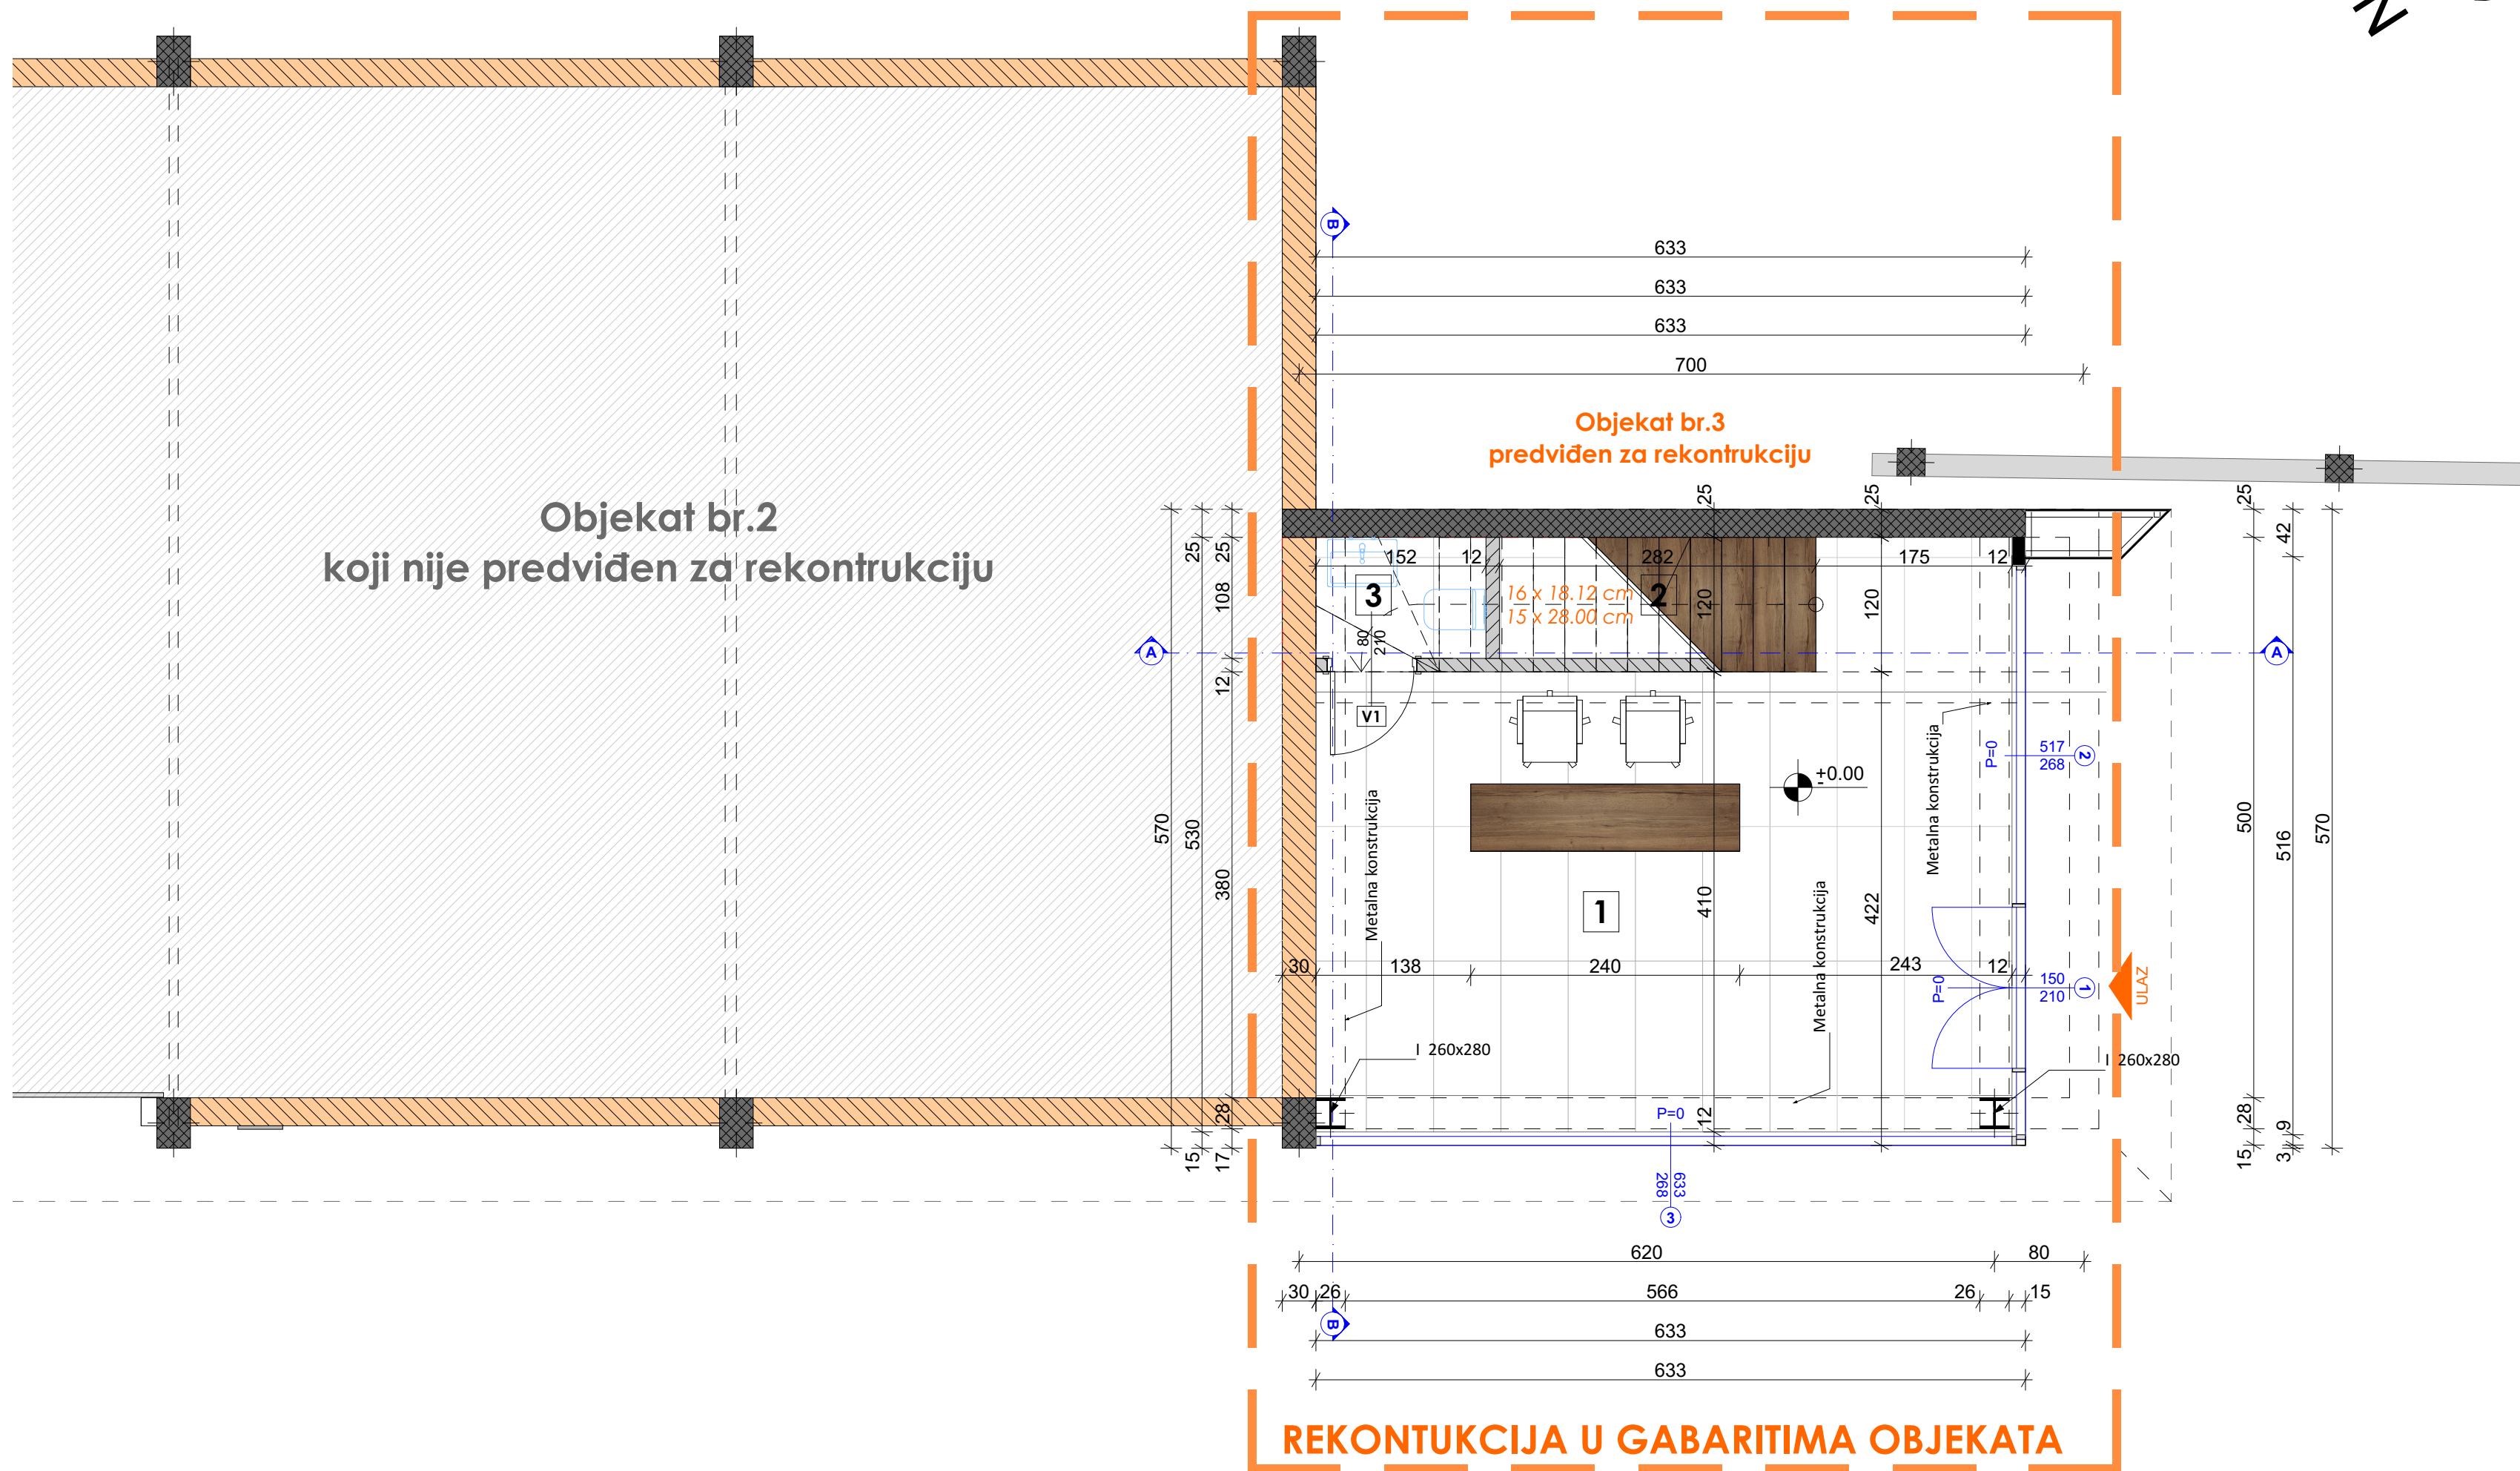 N
B
633
633
633
700
Objekat br.3
predviđen za rekontrukciju
Objekat br.2
koji nije predviđen za rekontrukciju
25
25
25
42
25
25
152
12
282
175
12
3
2
16 x 18.12 cm
15 x 28.00 cm
108
120
120
80
210
A
A
12
V1
Metalna konstrukcija
P=0
517
268
2
+0.00
Metalna konstrukcija
570
530
380
500
516
570
1
410
422
Metalna konstrukcija
30
138
240
243
12
P=0
150
210
1
ULAZ
I 260x280
I 260x280
28
P=0
12
28
9
15
17
15
3
633
268
3
620
80
30
26
566
26
15
B
633
633
REKONTUKCIJA U GABARITIMA OBJEKATA